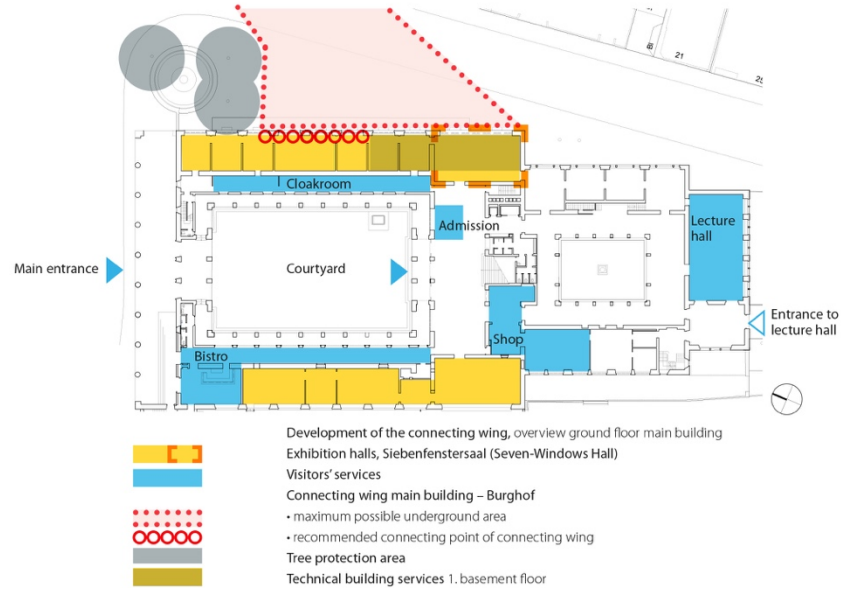 BI
21
25
Cloakroom
Admission
Lecture
hall
Main entrance
Courtyard
Entrance to
lecture hall
Shop
Bistro
Development of the connecting wing, overview ground floor main building
Exhibition halls, Siebenfenstersaal (Seven-Windows Hall)
Visitors' services
Connecting wing main building – Burghof
• maximum possible underground area
• recommended connecting point of connecting wing
Tree protection area
Technical building services 1. basement floor